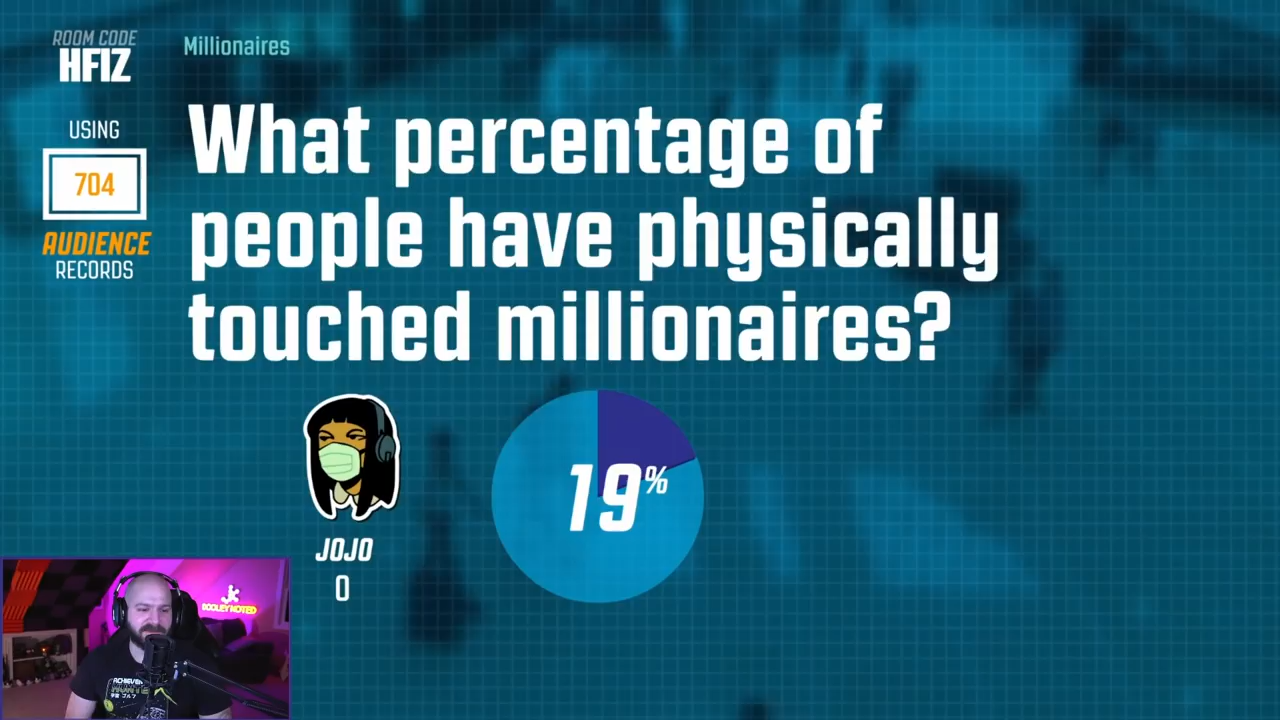 ROOM CODE
HFIZ
Millionaires
USING
704
AUDIENCE
RECORDS
What percentage of
people have physically
touched millionaires?
19%
JOJO
0